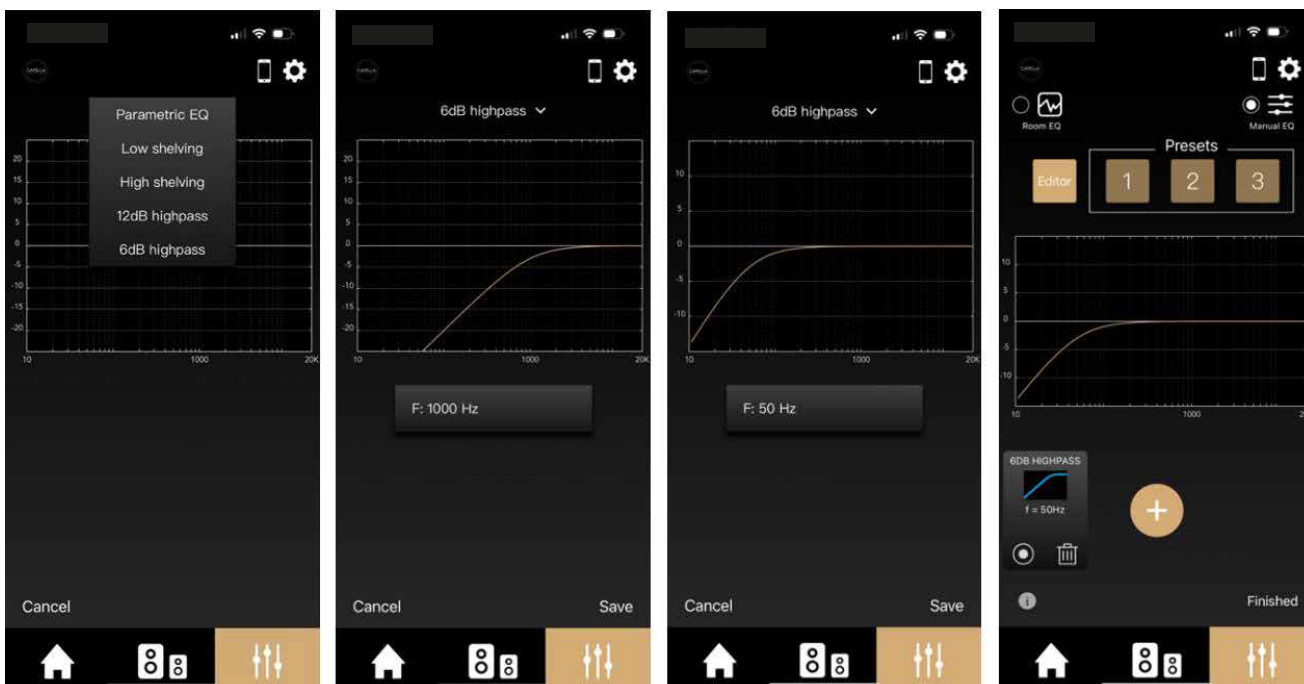 CAPELLA
Parametric EQ
Low shelving
High shelving
12dB highpass
6dB highpass
20
15
10
5
0
-5
-10
-15
-20
10
1000
20K
Cancel
6dB highpass
20
15
10
5
0
-5
-10
-15
-20
10
1000
20K
F: 1000 Hz
Cancel
Save
6dB highpass
10
5
0
-5
-10
10
1000
20K
F: 50 Hz
Cancel
Save
Room EQ
Manual EQ
Presets
Editor
1
2
3
10
5
0
-5
-10
10
1000
2
6DB HIGHPASS
f = 50Hz
Finished